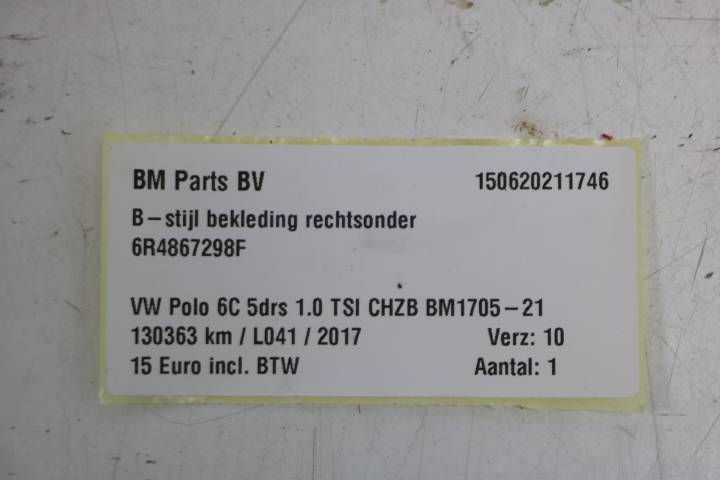 BM Parts BV 150620211746
B-stijl bekleding rechtsonder
6R4867298F
VW Polo 6C 5drs 1.0 TSI CHZB BM1705-21
130363 km / L041 / 2017 Verz: 10
15 Euro incl. BTW Aantal: 1